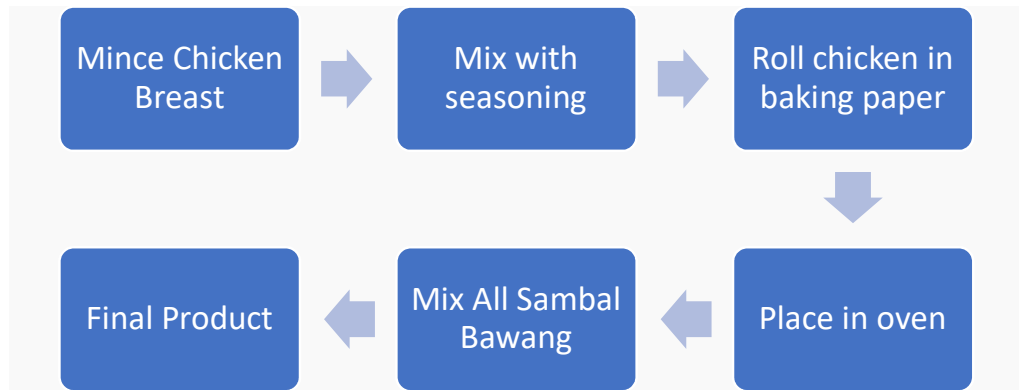 Mince Chicken
Breast
Mix with
seasoning
Roll chicken in
baking paper
Place in oven
Mix All Sambal
Bawang
Final Product